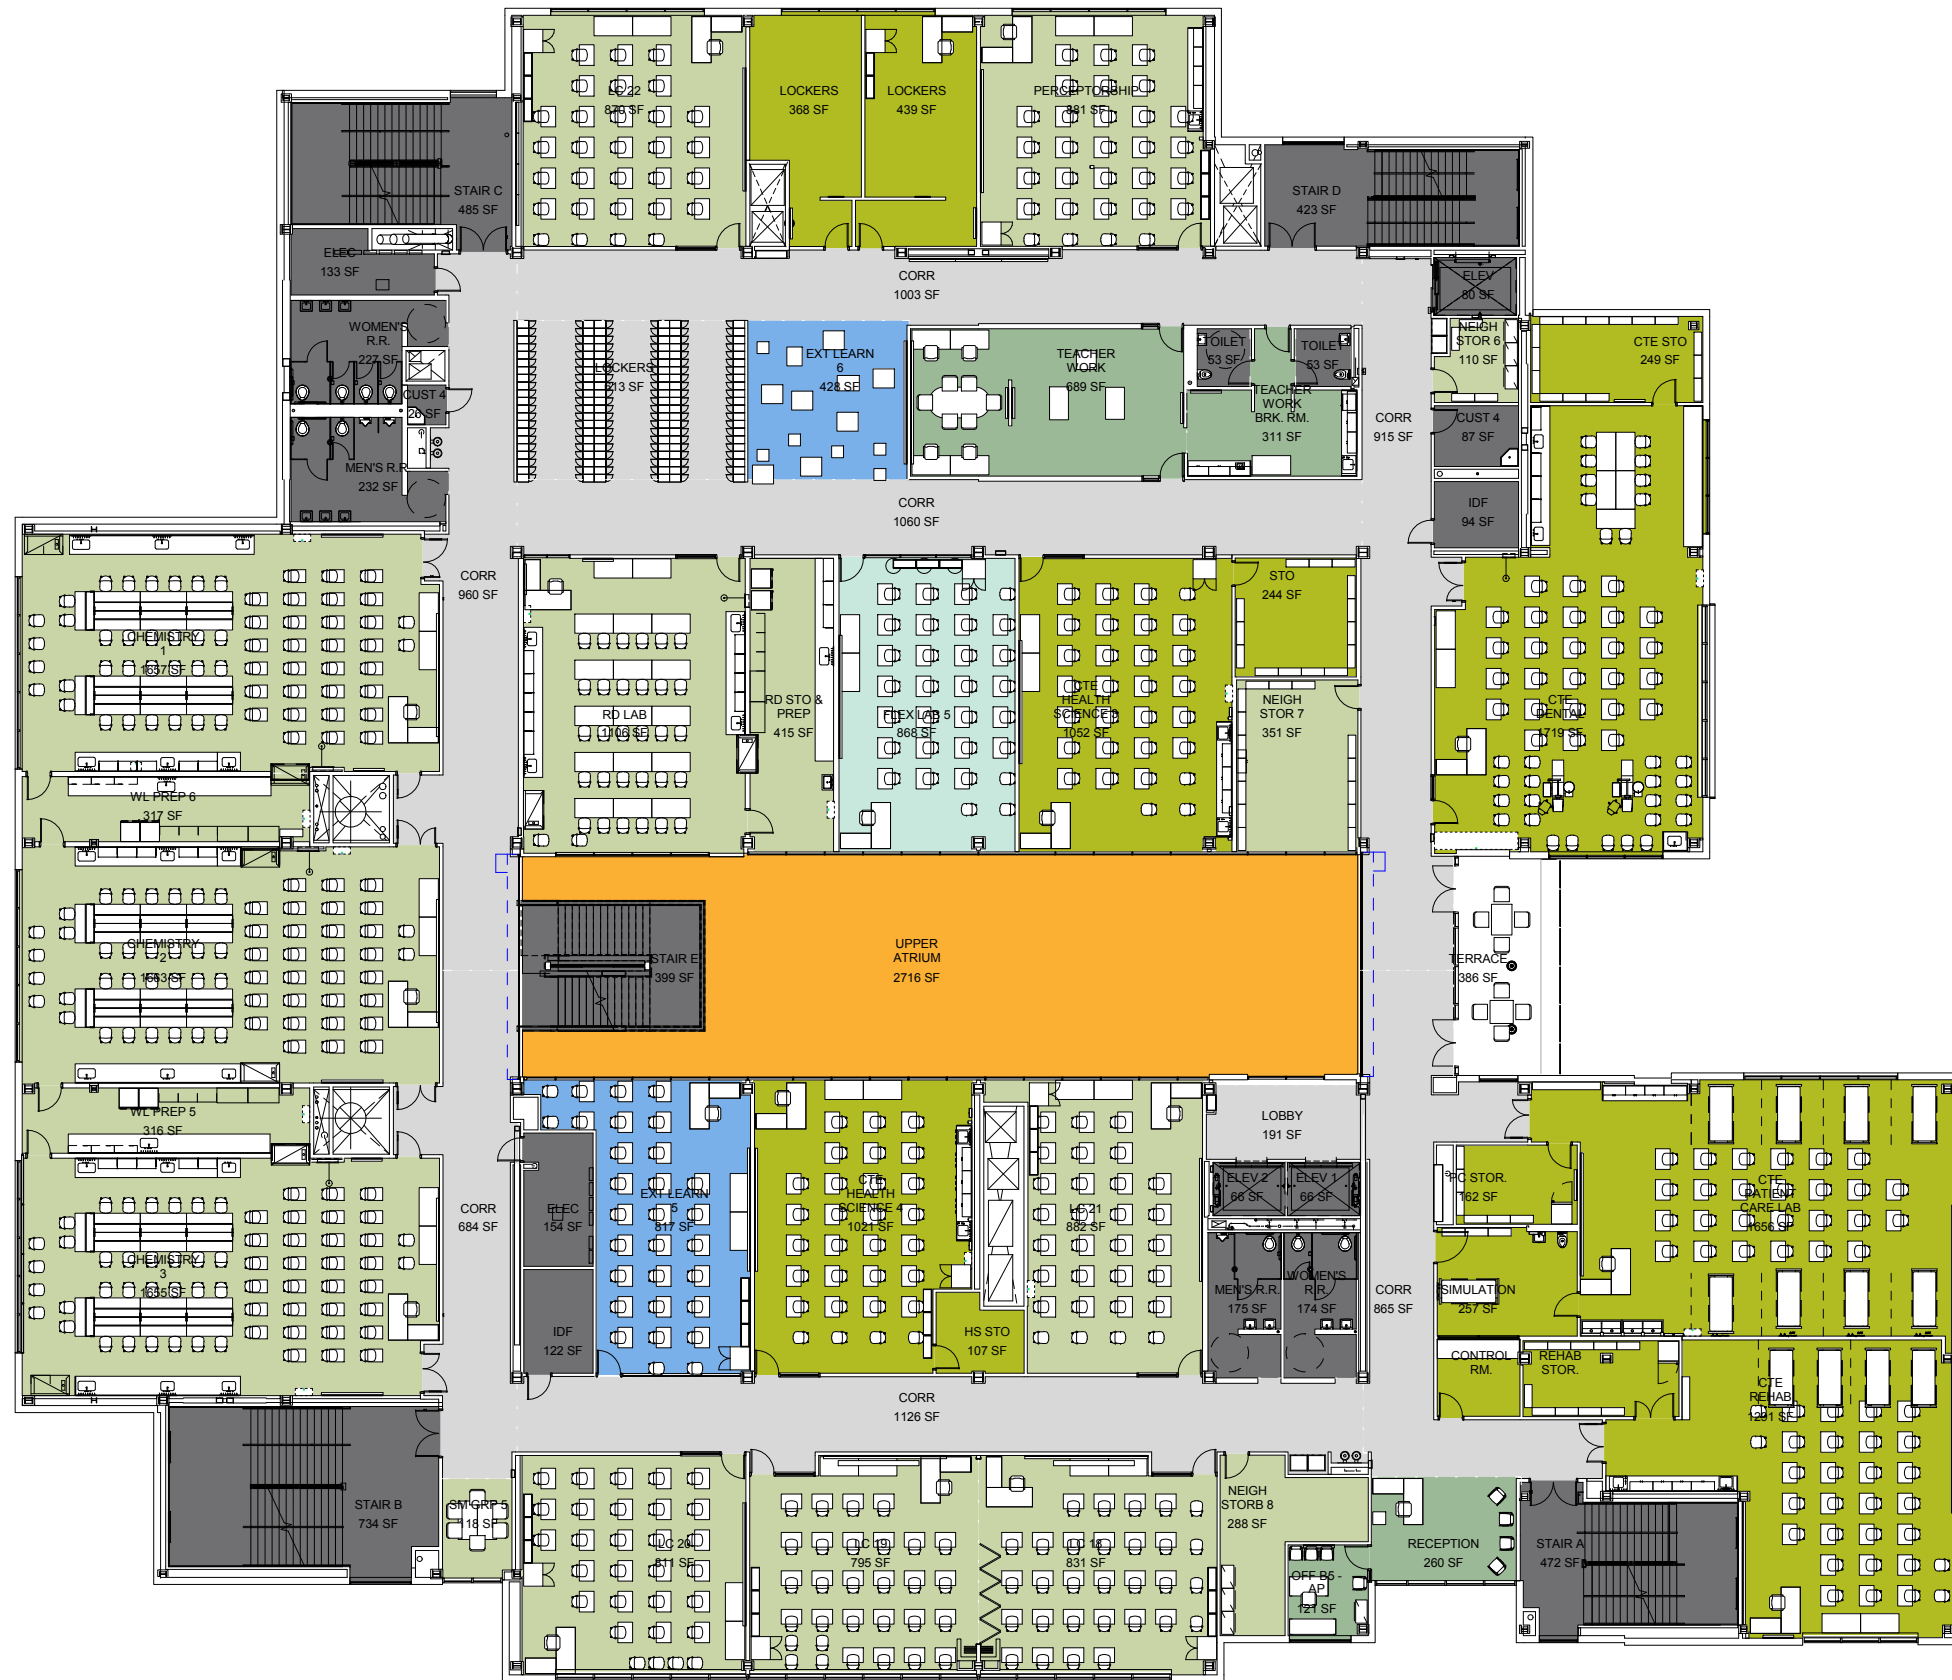 LC 22
870 SF
LOCKERS
368 SF
LOCKERS
439 SF
PERCEPTORSHIP
881 SF
STAIR C
485 SF
STAIR D
423 SF
ELEC
133 SF
CORR
1003 SF
ELEV
80 SF
WOMEN'S
R.R.
227 SF
LOCKERS
213 SF
EXT LEARN
6
428 SF
TEACHER
WORK
689 SF
TOILET
53 SF
TOILET
53 SF
NEIGH
STOR 6
110 SF
CTE STO
249 SF
CUST 4
26 SF
TEACHER
WORK
BRK. RM.
311 SF
CORR
915 SF
CUST 4
87 SF
MEN'S R.R.
232 SF
CORR
1060 SF
IDF
94 SF
CORR
960 SF
STO
244 SF
CHEMISTRY
1
1657 SF
RD LAB
1106 SF
RD STO &
PREP
415 SF
FLEX LAB 5
868 SF
CTE
HEALTH
SCIENCE 3
1052 SF
NEIGH
STOR 7
351 SF
CTE
DENTAL
1719 SF
WL PREP 6
317 SF
CHEMISTRY
2
1663 SF
STAIR E
399 SF
UPPER
ATRIUM
2716 SF
TERRACE
386 SF
WL PREP 5
316 SF
LOBBY
191 SF
CORR
684 SF
ELEC
154 SF
EXT LEARN
5
817 SF
CTE
HEALTH
SCIENCE 4
1021 SF
LC 21
882 SF
ELEV 2
66 SF
ELEV 1
66 SF
PC STOR.
162 SF
CTE
PATIENT
CARE LAB
1656 SF
CHEMISTRY
3
1655 SF
MEN'S R.R.
175 SF
WOMEN'S
R.R.
174 SF
CORR
865 SF
SIMULATION
257 SF
IDF
122 SF
HS STO
107 SF
CONTROL
RM.
REHAB
STOR.
CTE
REHAB
1291 SF
CORR
1126 SF
STAIR B
734 SF
SM GRP 5
118 SF
LC 20
811 SF
LC 19
795 SF
LC 18
831 SF
NEIGH
STORB 8
288 SF
RECEPTION
260 SF
STAIR A
472 SF
OFF B5 -
AP
121 SF